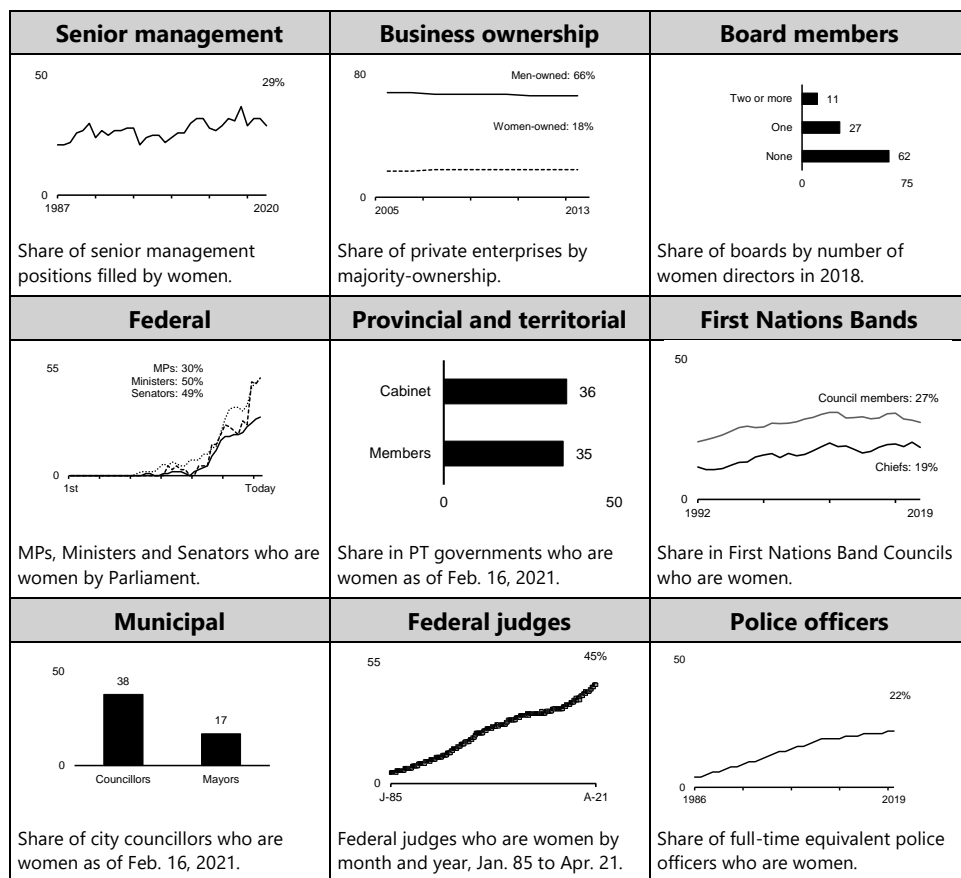 Senior management
50
29%
0
1987
2020
Share of senior management
positions filled by women.
Business ownership
80
Men-owned: 66%
Women-owned: 18%
0
2005
2013
Share of private enterprises by
majority-ownership.
Board members
Two or more
11
One
27
None
62
0
75
Share of boards by number of
women directors in 2018.
Federal
55
MPs: 30%
Ministers: 50%
Senators: 49%
0
1st
Today
MPs, Ministers and Senators who are
women by Parliament.
Provincial and territorial
Cabinet
36
Members
35
0
50
Share in PT governments who are
women as of Feb. 16, 2021.
First Nations Bands
50
Council members: 27%
Chiefs: 19%
0
1992
2019
Share in First Nations Band Councils
who are women.
Municipal
50
38
17
0
Councillors
Mayors
Share of city councillors who are
women as of Feb. 16, 2021.
Federal judges
55
45%
0
J-85
A-21
Federal judges who are women by
month and year, Jan. 85 to Apr. 21.
Police officers
50
22%
0
1986
2019
Share of full-time equivalent police
officers who are women.